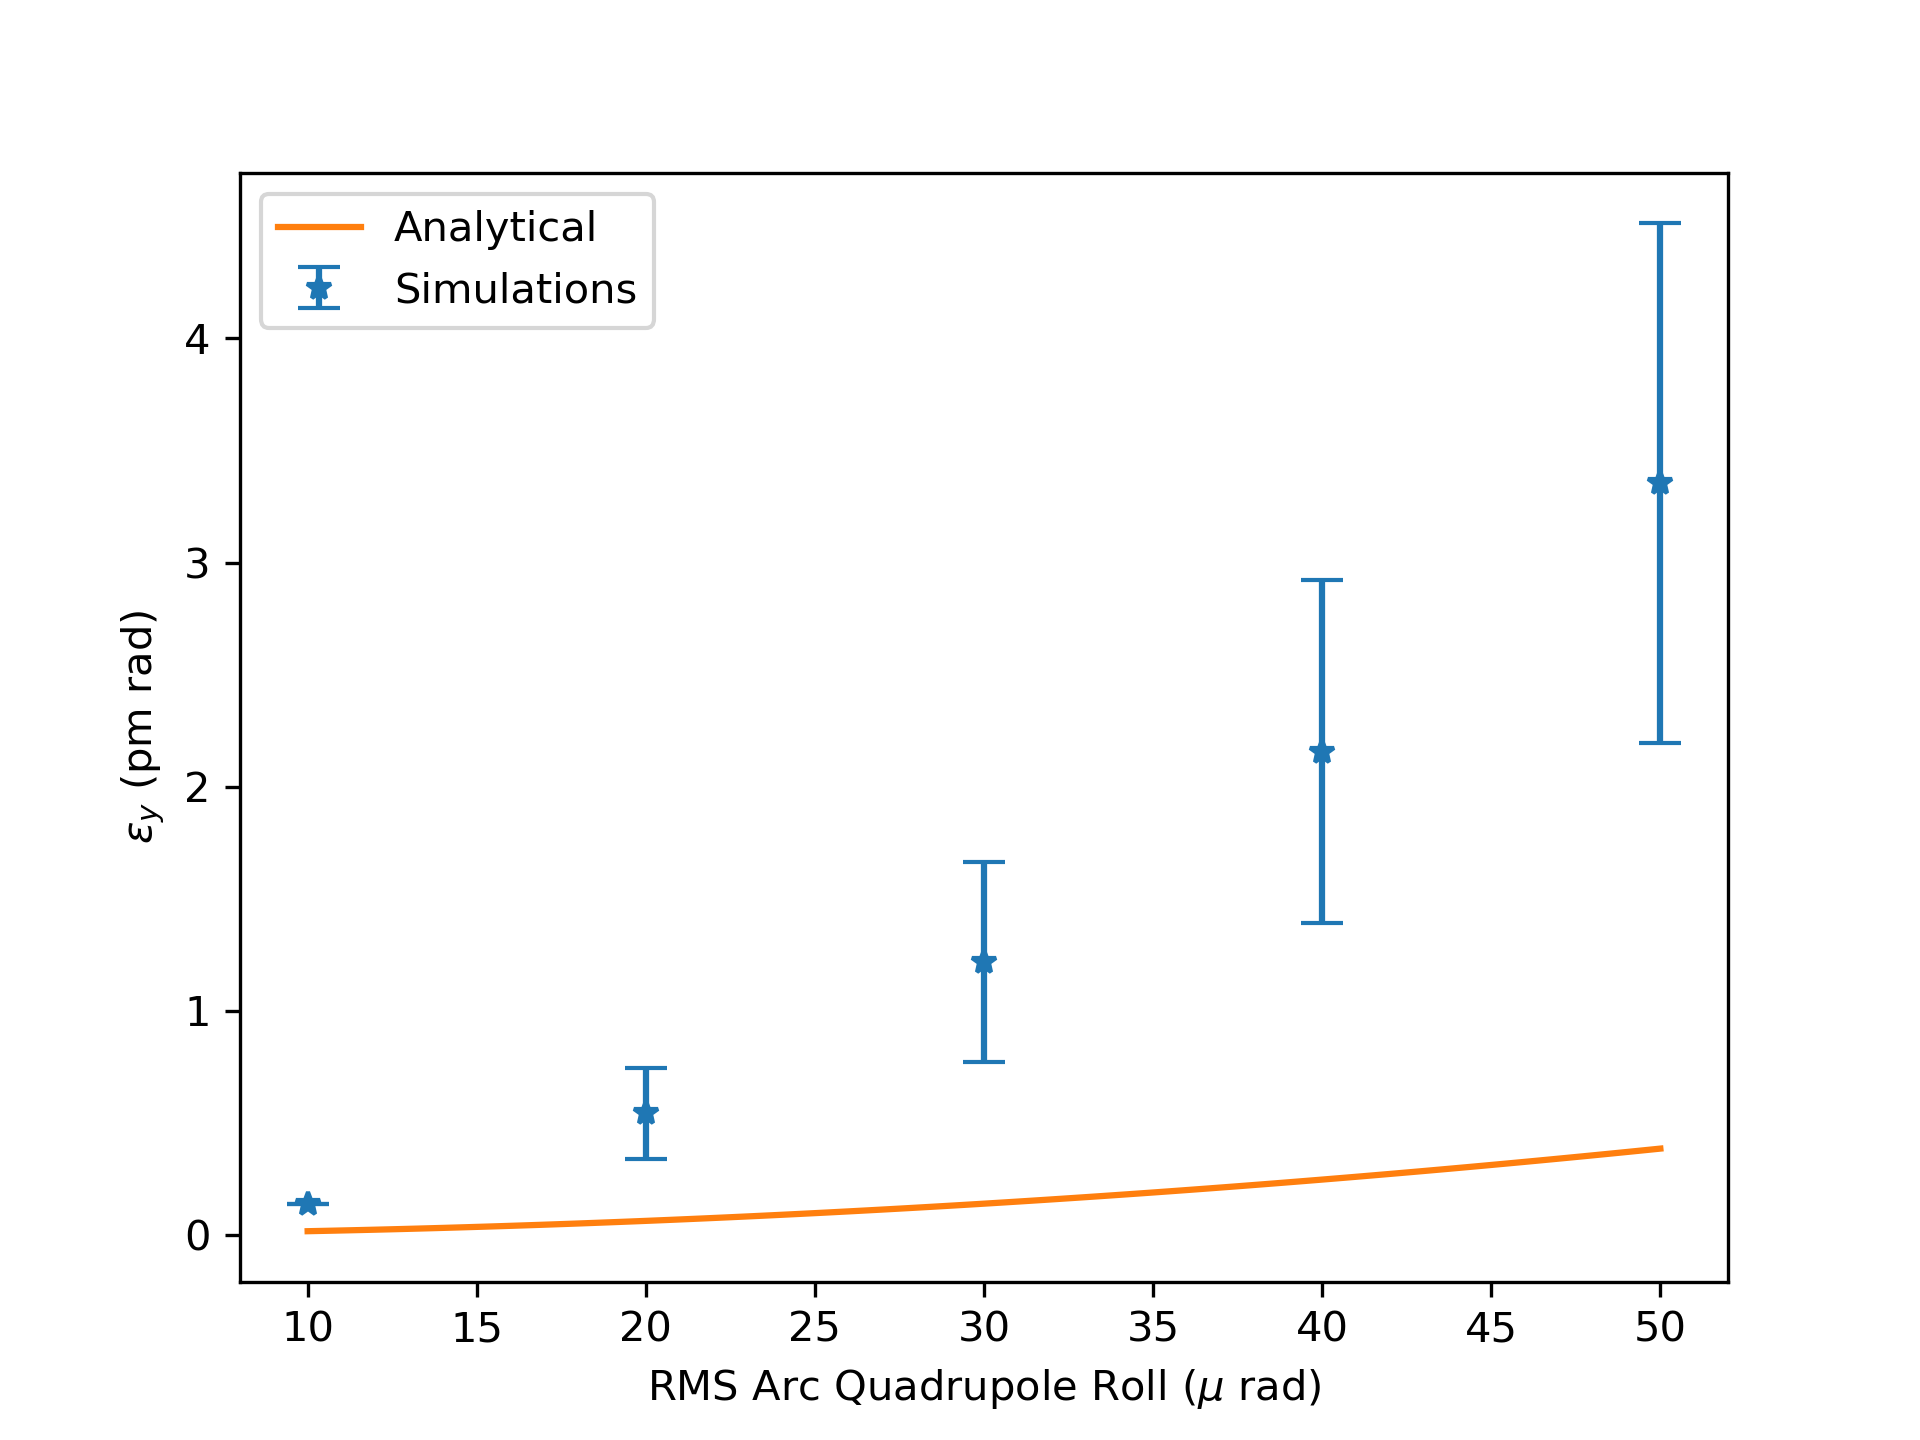 Analytical
Simulations
4
3
2
1
0
εy (pm rad)
10 15 20 25 30 35 40 45 50
RMS Arc Quadrupole Roll (μ rad)